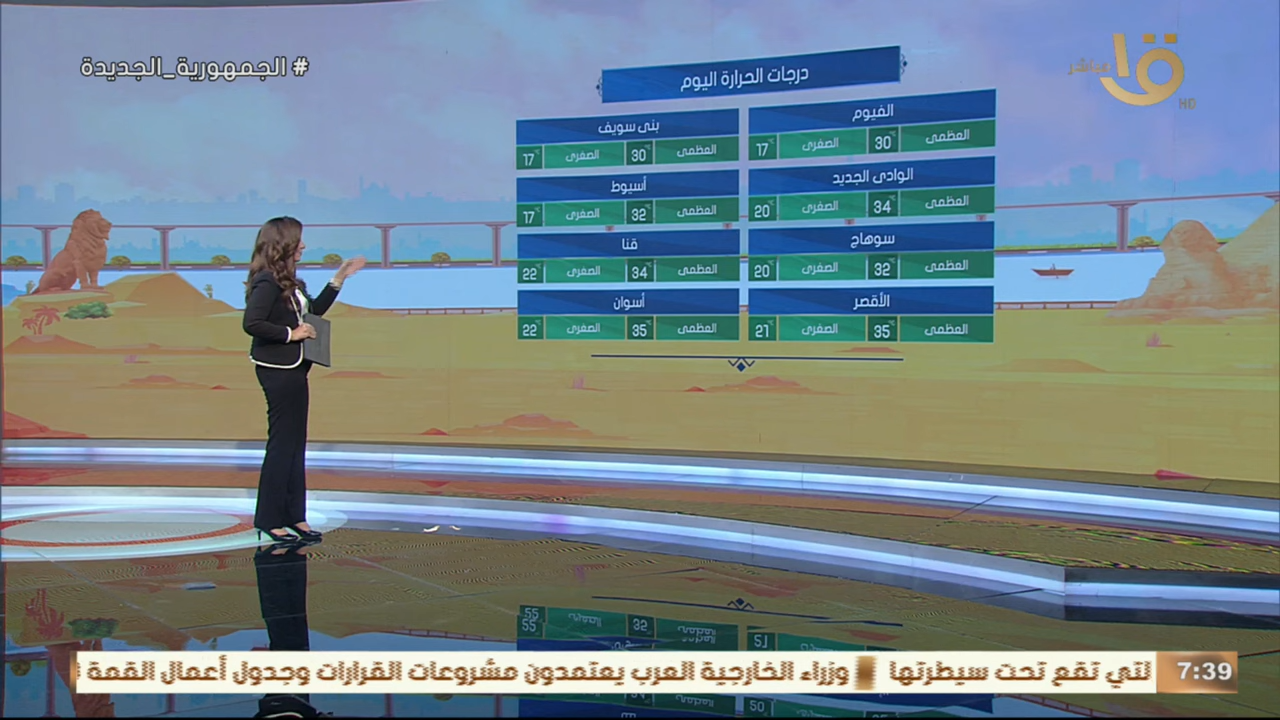 # الجمهورية_الجديدة
مباشر
HD
درجات الحرارة اليوم
الفيوم
العظمى 30°c الصغرى 17°c
بنى سويف
العظمى 30°c الصغرى 17°c
الوادى الجديد
العظمى 34°c الصغرى 20°c
أسيوط
العظمى 32°c الصغرى 17°c
سوهاج
العظمى 32°c الصغرى 20°c
قنا
العظمى 34°c الصغرى 22°c
الأقصر
العظمى 35°c الصغرى 21°c
أسوان
العظمى 35°c الصغرى 22°c
7:39 لتي تقع تحت سيطرتها وزراء الخارجية العرب يعتمدون مشروعات القرارات وجدول أعمال القمة